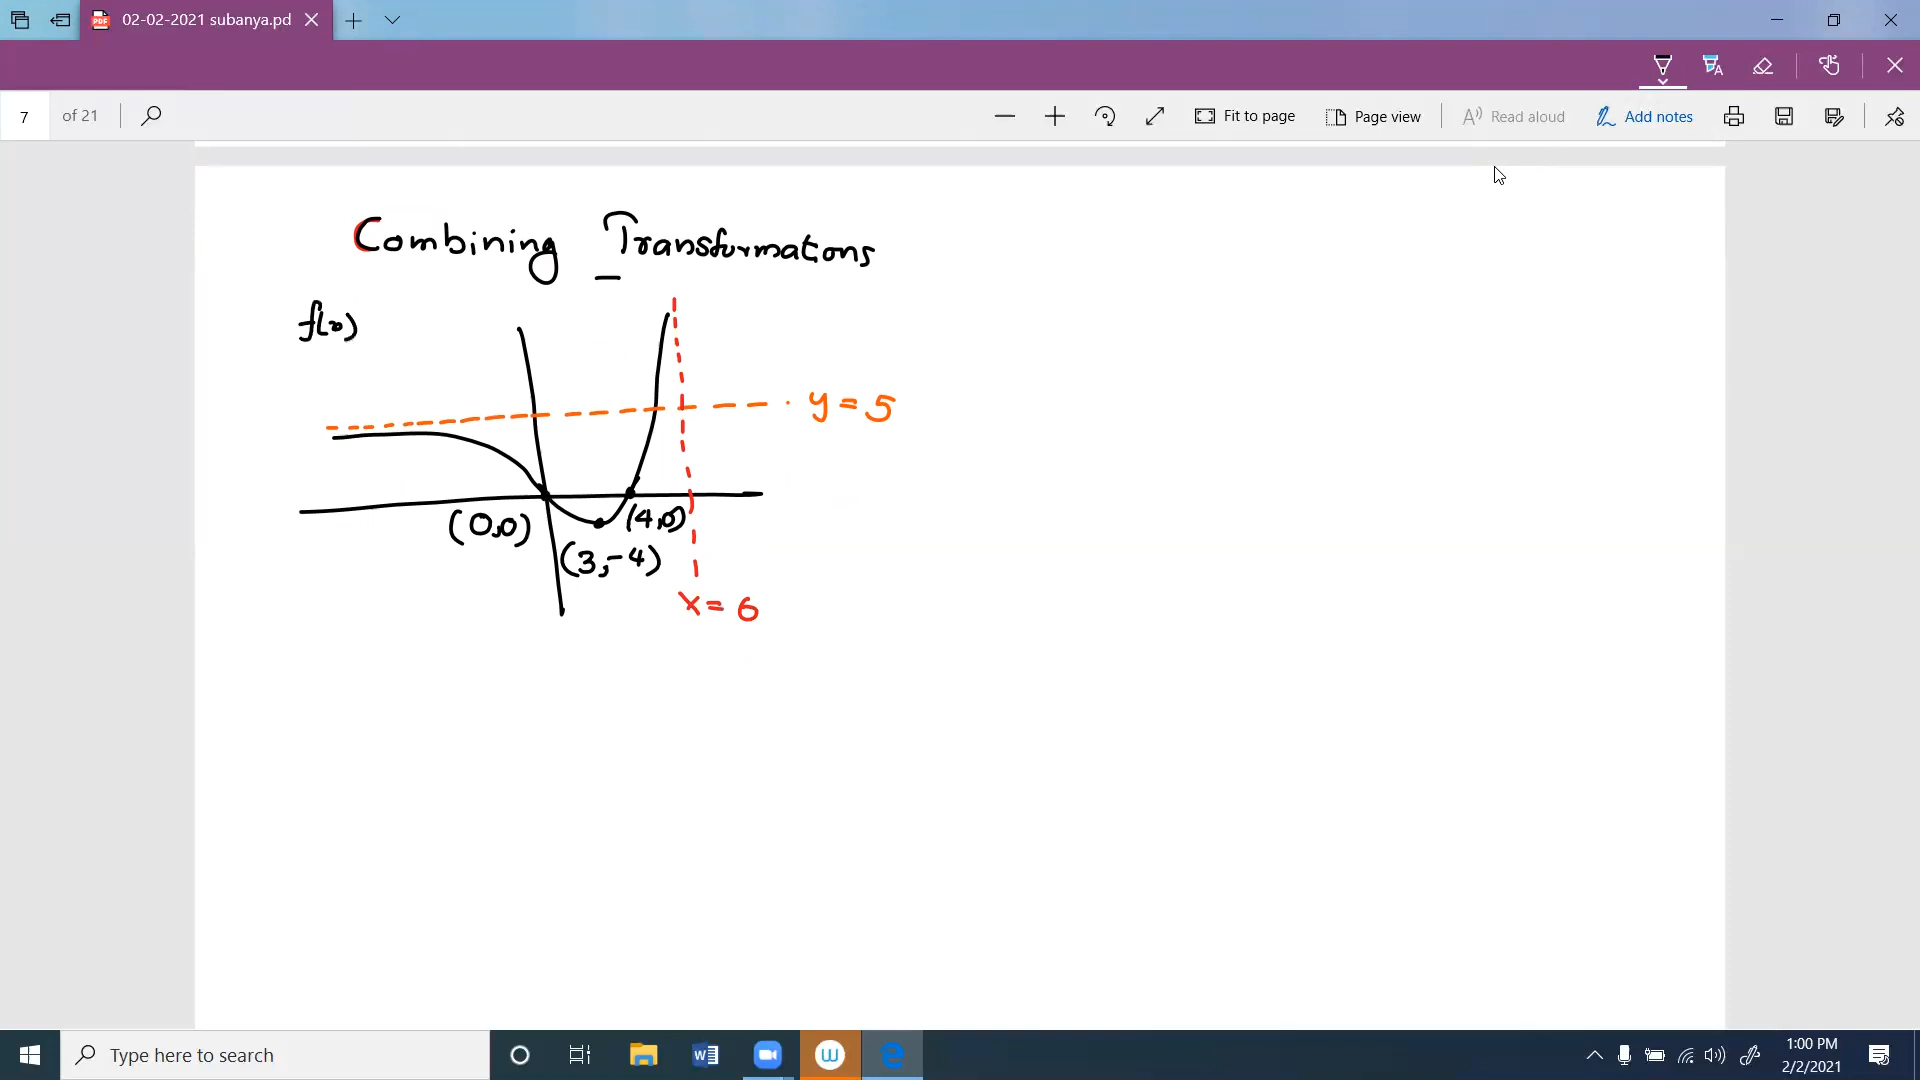 02-02-2021 subanya.pd
7 of 21
Fit to page
Page view
Read aloud
Add notes
Combining Transformatons
f(x)
y = 5
(0,0)
(4,0)
(3,-4)
x = 6
Type here to search
1:00 PM
2/2/2021